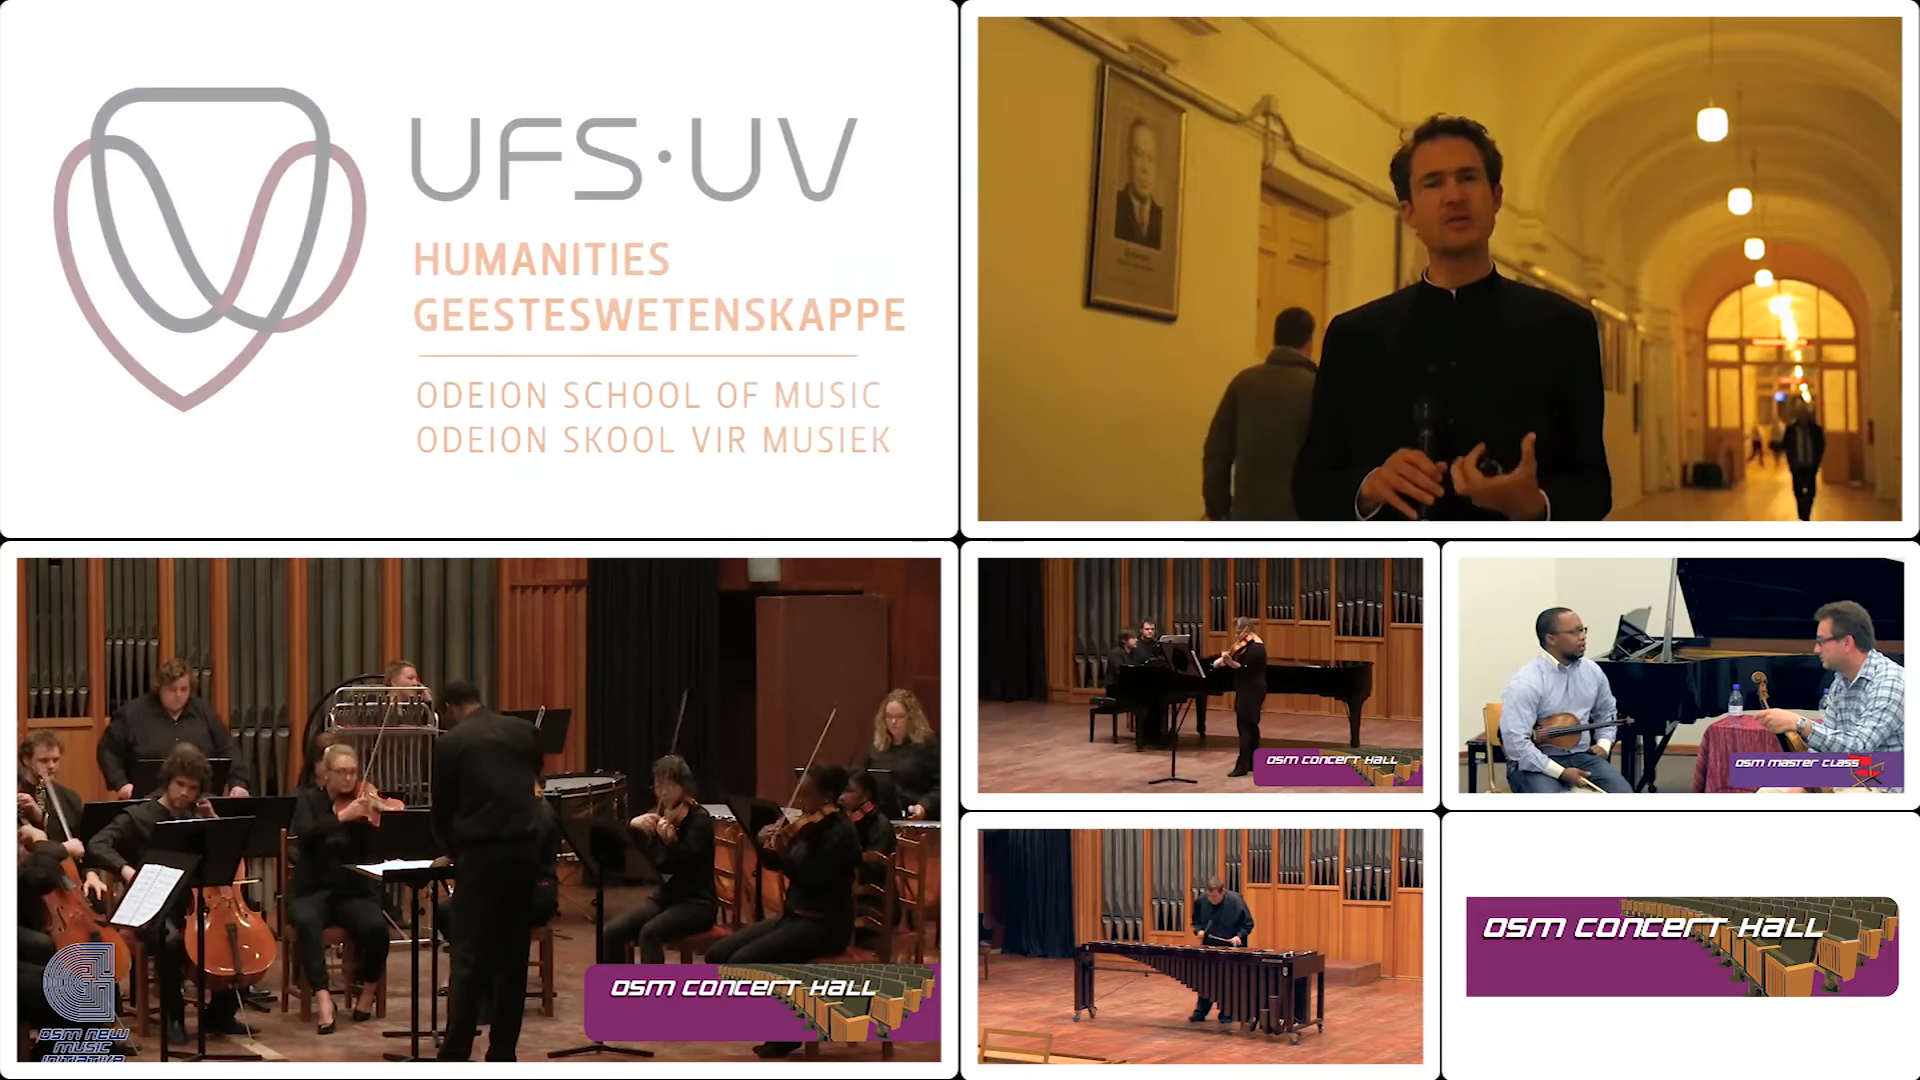 UFS·UV
HUMANITIES
GEESTESWETENSKAPPE
ODEION SCHOOL OF MUSIC
ODEION SKOOL VIR MUSIEK
OSM NEW
MUSIC
INITIATIVE
OSM CONCERT HALL
OSM CONCERT HALL
OSM MASTER CLASS
OSM CONCERT HALL